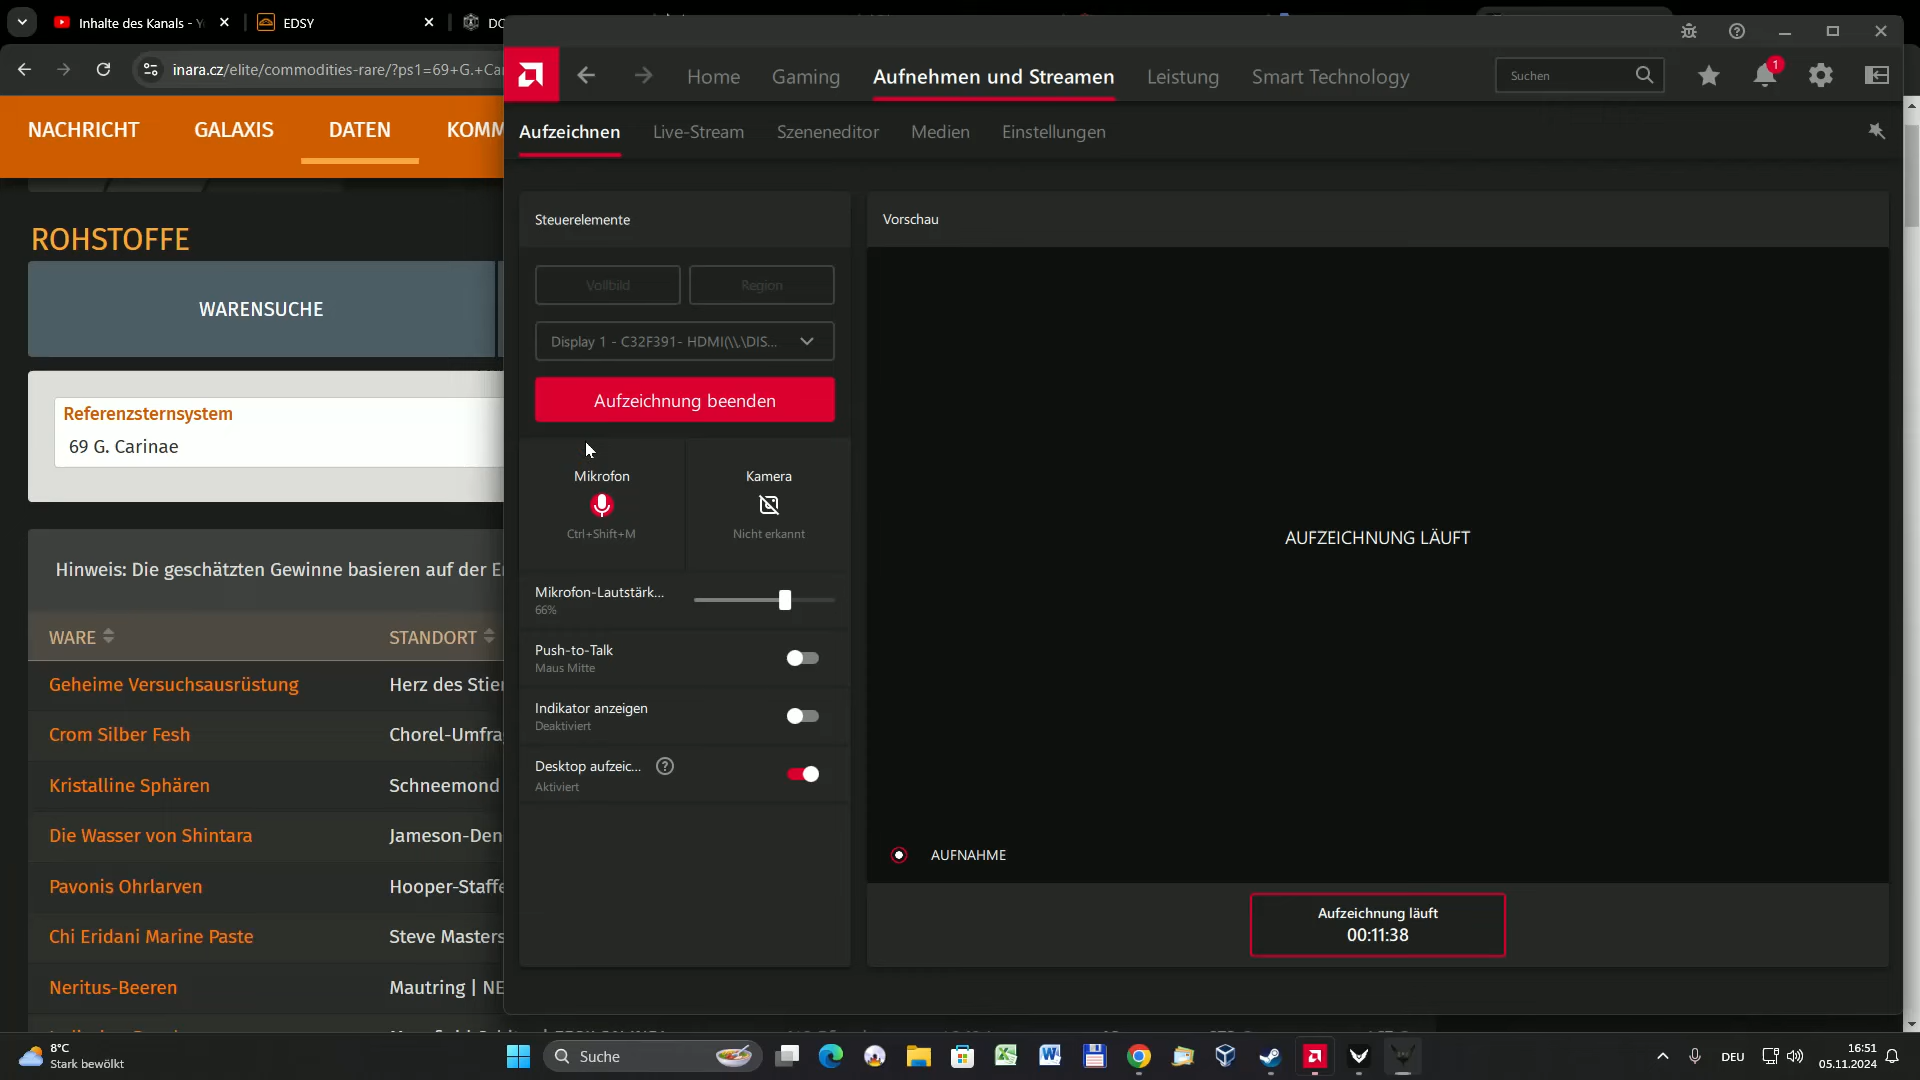 Inhalte des Kanals - Y
EDSY
inara.cz/elite/commodities-rare/?ps1=69+G.+Car
NACHRICHT
GALAXIS
DATEN
KOMM
ROHSTOFFE
WARENSUCHE
Referenzsternsystem
69 G. Carinae
Hinweis: Die geschätzten Gewinne basieren auf der E
WARE
STANDORT
Geheime Versuchsausrüstung
Herz des Stier
Crom Silber Fesh
Chorel-Umfra
Kristalline Sphären
Schneemond
Die Wasser von Shintara
Jameson-Den
Pavonis Ohrlarven
Hooper-Staffe
Chi Eridani Marine Paste
Steve Masters
Neritus-Beeren
Mautring | NE
Home
Gaming
Aufnehmen und Streamen
Leistung
Smart Technology
Suchen
1
Aufzeichnen
Live-Stream
Szeneneditor
Medien
Einstellungen
Steuerelemente
Vollbild
Region
Display 1 - C32F391- HDMI(\\.\DIS...
Aufzeichnung beenden
Mikrofon
Ctrl+Shift+M
Kamera
Nicht erkannt
Mikrofon-Lautstärk...
66%
Push-to-Talk
Maus Mitte
Indikator anzeigen
Deaktiviert
Desktop aufzeic...
Aktiviert
Vorschau
AUFZEICHNUNG LÄUFT
AUFNAHME
Aufzeichnung läuft
00:11:38
8°C
Stark bewölkt
Suche
DEU
16:51
05.11.2024